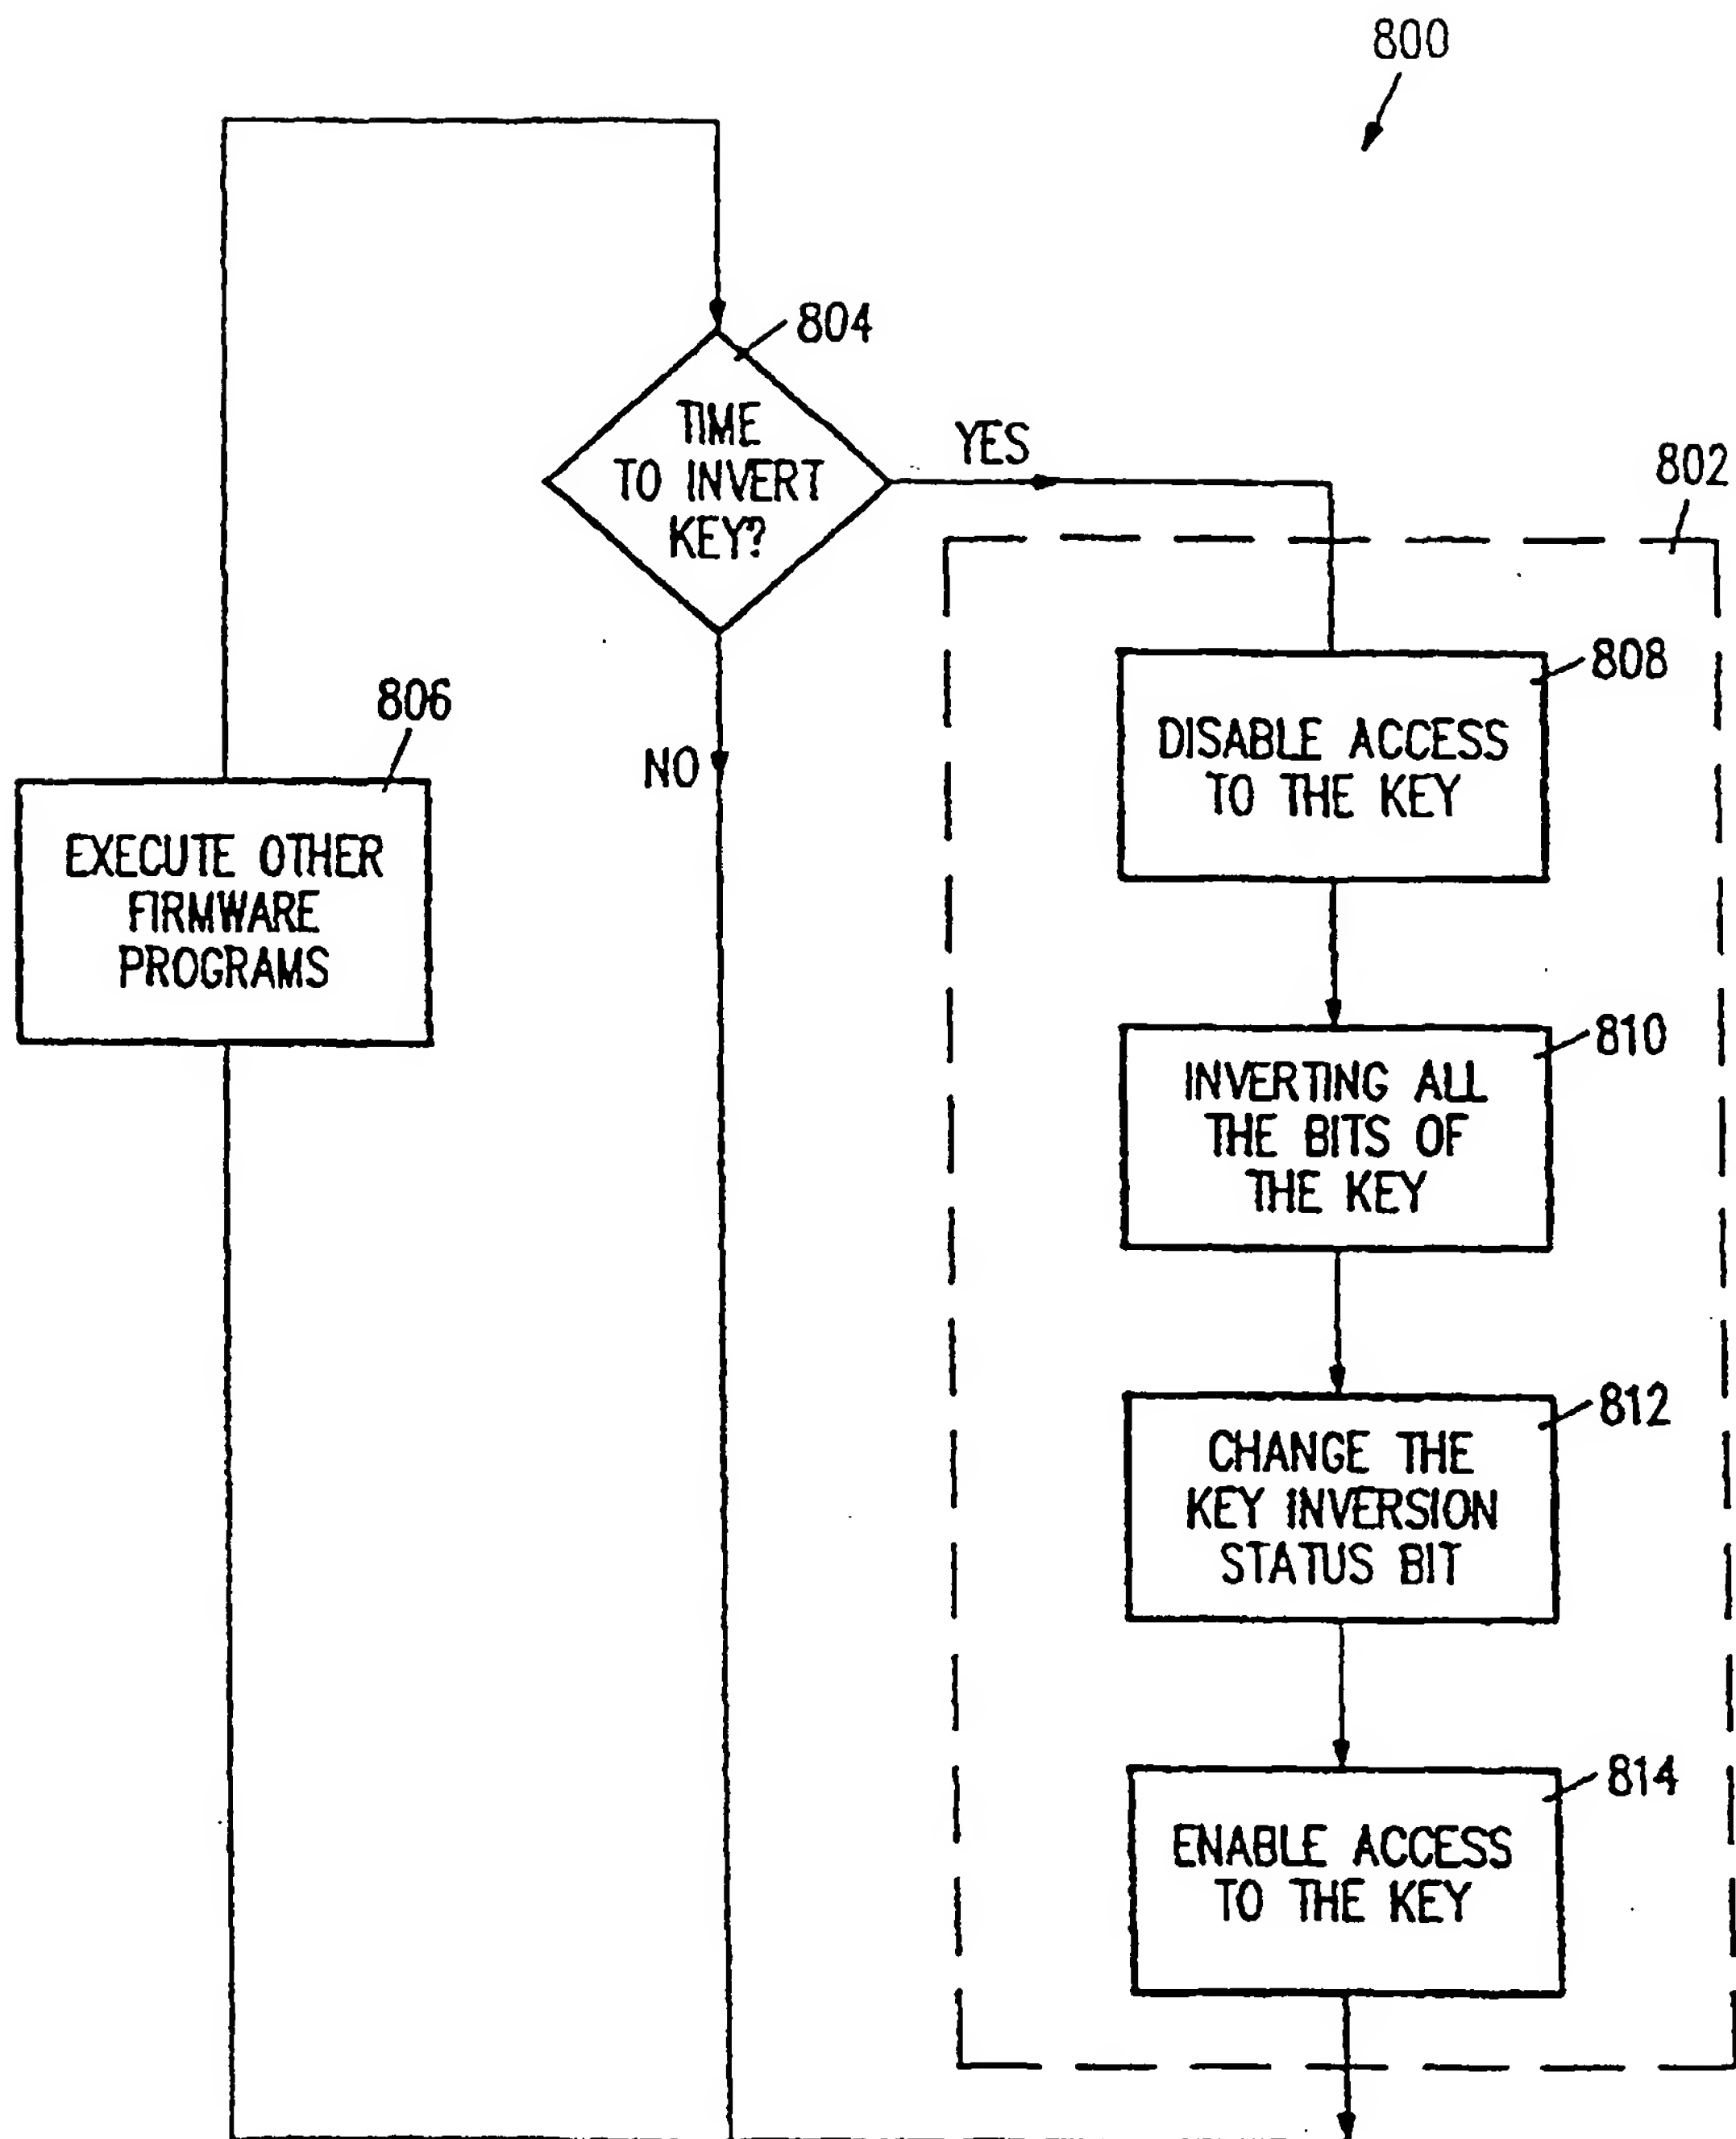 800
804
TIME
TO INVERT
KEY?
YES
802
NO
806
EXECUTE OTHER
FIRMWARE
PROGRAMS
808
DISABLE ACCESS
TO THE KEY
810
INVERTING ALL
THE BITS OF
THE KEY
812
CHANGE THE
KEY INVERSION
STATUS BIT
814
ENABLE ACCESS
TO THE KEY